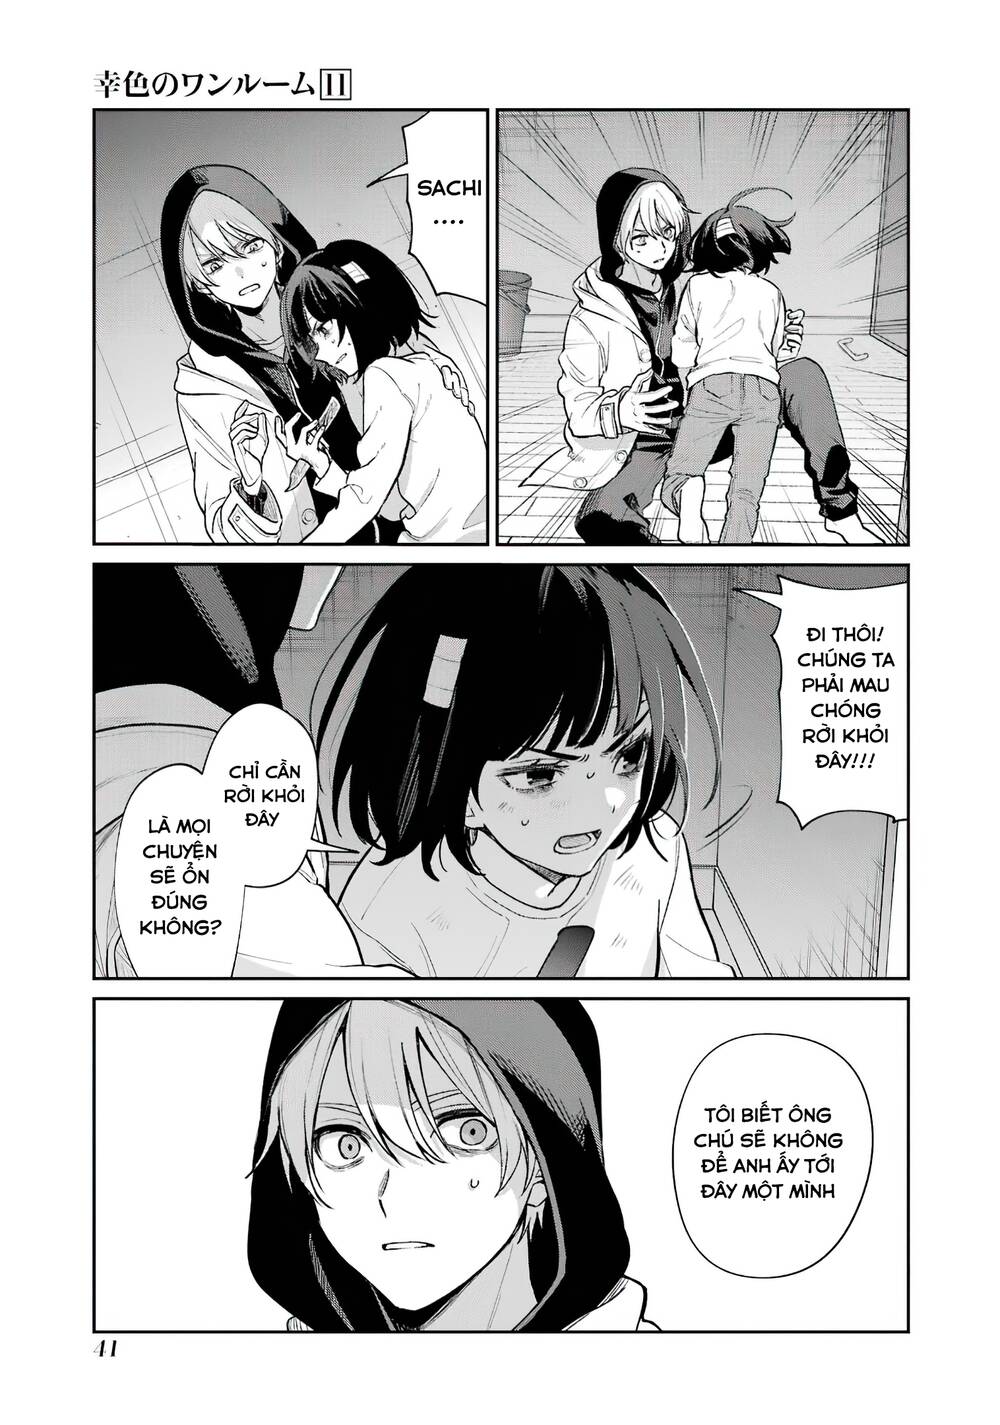 幸色のワンルーム 11
SACHI
....
ĐI THÔI!
CHÚNG TA
PHẢI MAU
CHÓNG
RỜI KHỎI
ĐÂY!!!
CHỈ CẦN
RỜI KHỎI
ĐÂY
LÀ MỌI
CHUYỆN
SẼ ỔN
ĐÚNG
KHÔNG?
TÔI BIẾT ÔNG
CHÚ SẼ KHÔNG
ĐỂ ANH ẤY TỚI
ĐÂY MỘT MÌNH
41